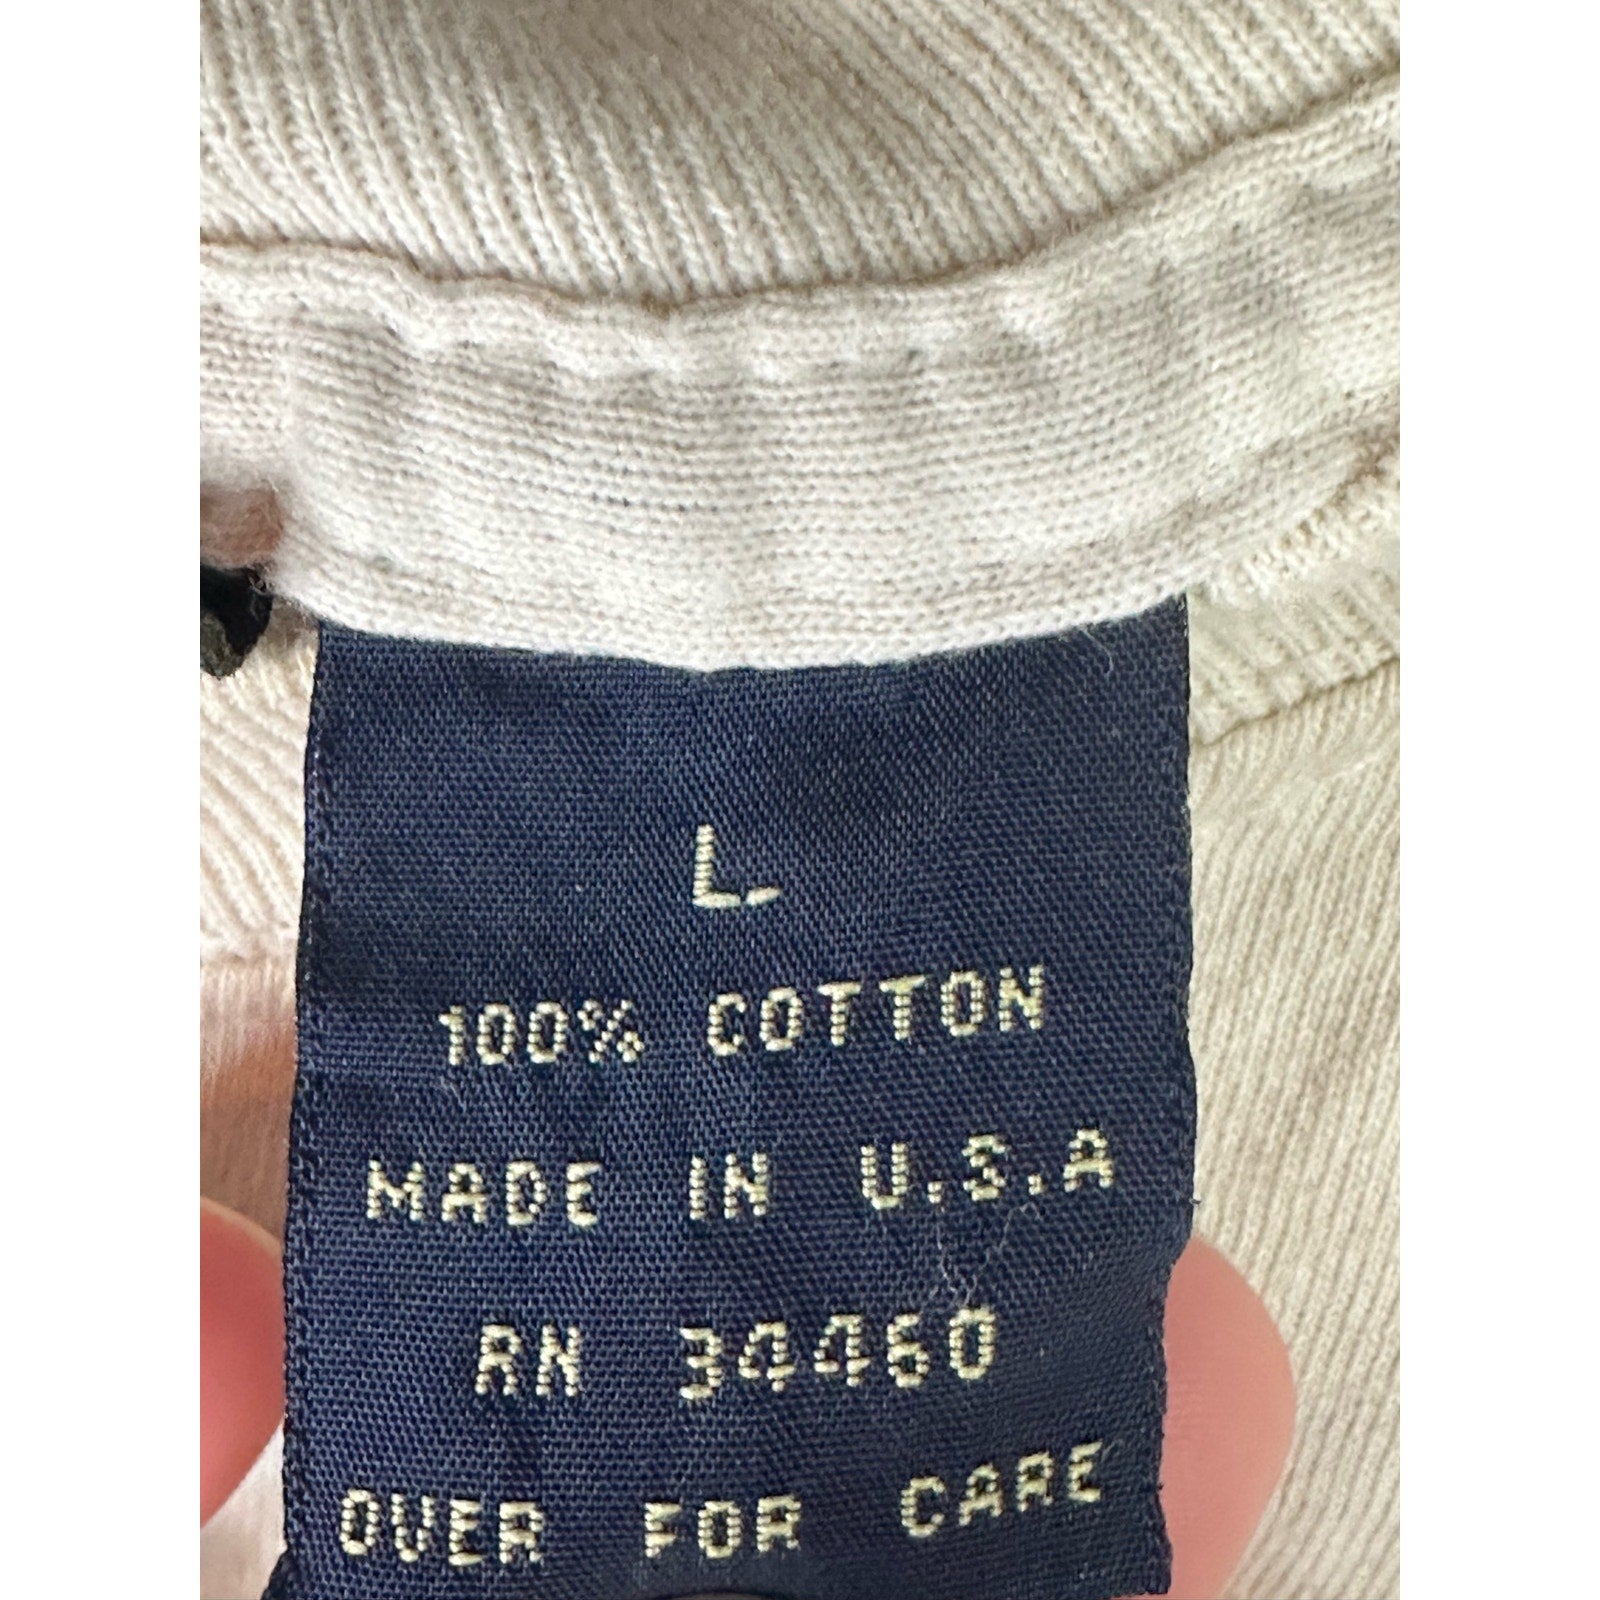 L
100% COTTON
MADE IN U.S.A
RN 34460
OVER FOR CARE